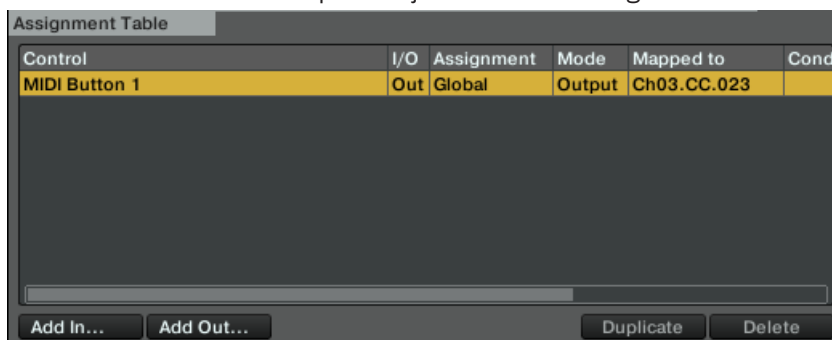 Assignment Table
Control I/O Assignment Mode Mapped to Cond
MIDI Button 1 Out Global Output Ch03.CC.023
Add In... Add Out... Duplicate Delete